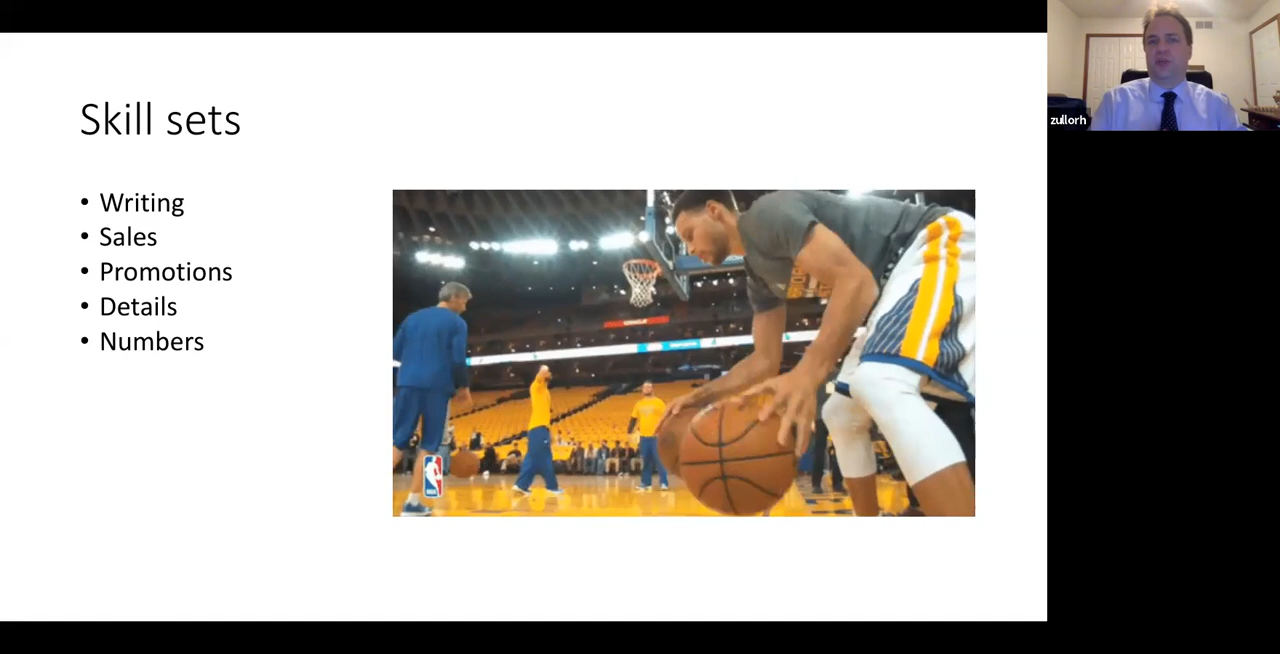 Skill sets
• Writing
• Sales
• Promotions
• Details
• Numbers
zullorh